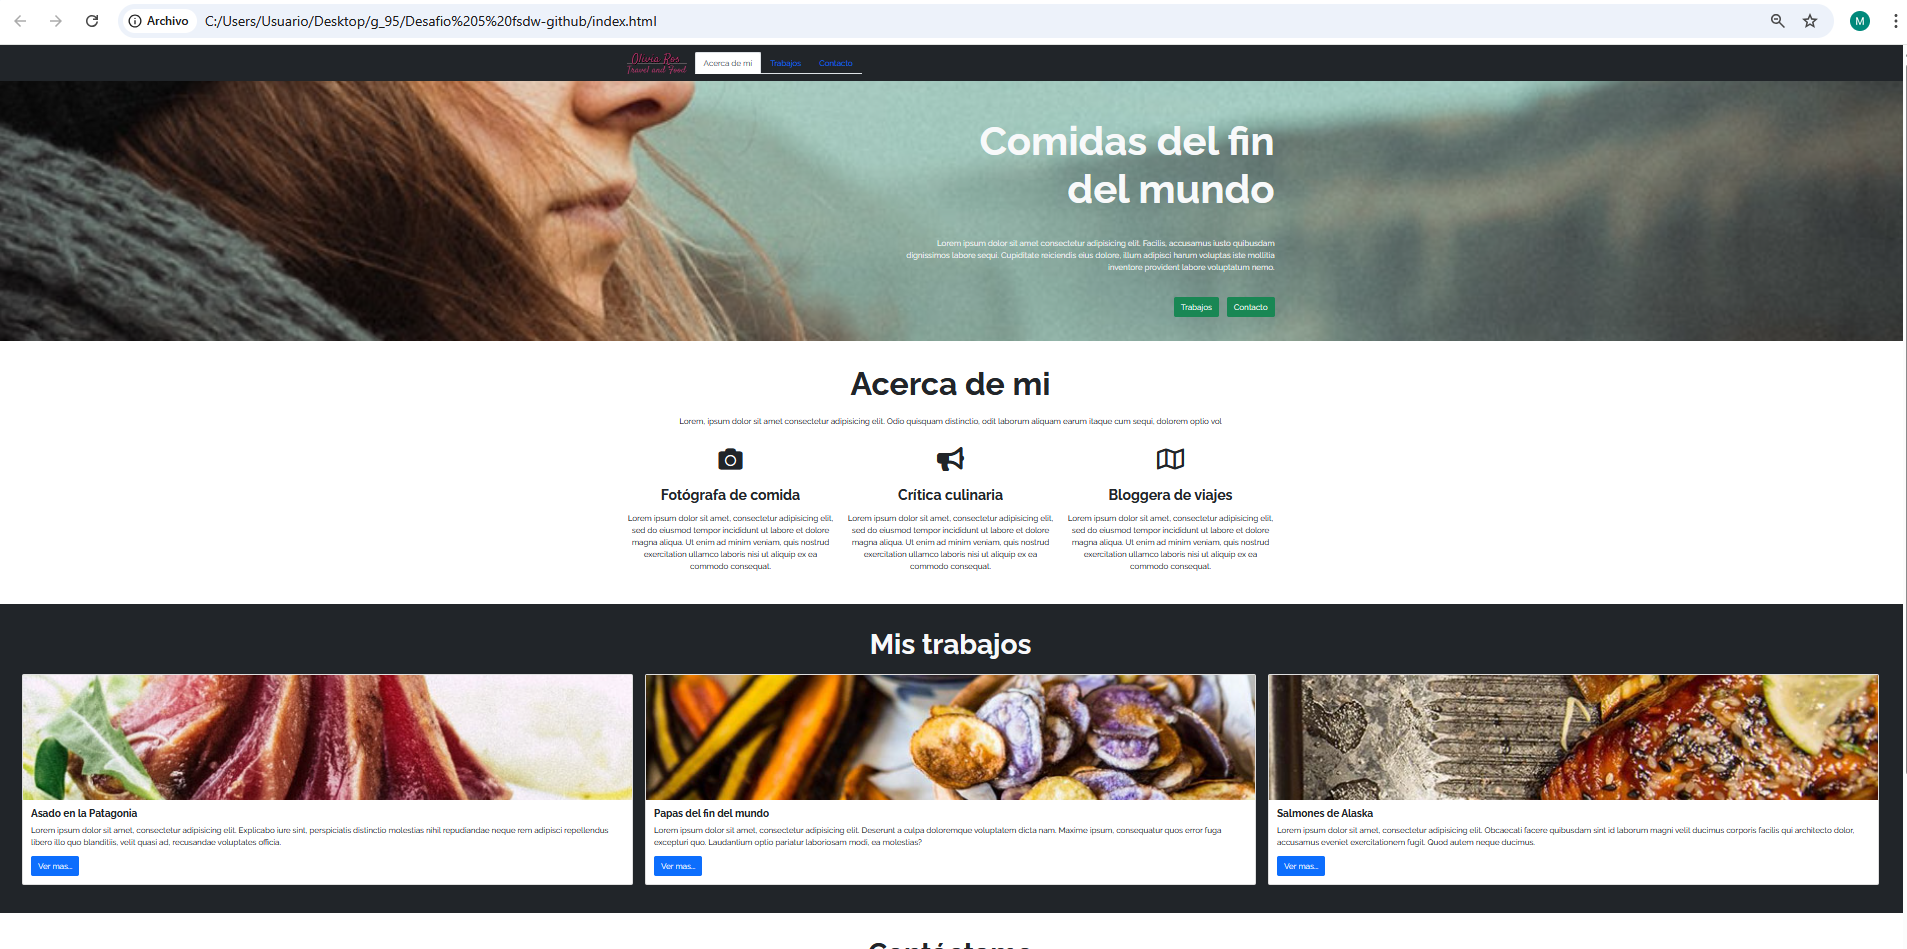 Archivo C:/Users/Usuario/Desktop/g_95/Desafio%205%20fsdw-github/index.html
M
Olivia Ros
Travel and Food
Acerca de mi Trabajos Contacto
Comidas del fin
del mundo
Lorem ipsum dolor sit amet consectetur adipisicing elit. Facilis, accusamus iusto quibusdam
dignissimos labore sequi. Cupiditate reiciendis eius dolore, illum adipisci harum voluptas iste mollitia
inventore provident labore voluptatum nemo.
Trabajos Contacto
Acerca de mi
Lorem, ipsum dolor sit amet consectetur adipisicing elit. Odio quisquam distinctio, odit laborum aliquam earum itaque cum sequi, dolorem optio vol
Fotógrafa de comida
Lorem ipsum dolor sit amet, consectetur adipisicing elit,
sed do eiusmod tempor incididunt ut labore et dolore
magna aliqua. Ut enim ad minim veniam, quis nostrud
exercitation ullamco laboris nisi ut aliquip ex ea
commodo consequat.
Crítica culinaria
Lorem ipsum dolor sit amet, consectetur adipisicing elit,
sed do eiusmod tempor incididunt ut labore et dolore
magna aliqua. Ut enim ad minim veniam, quis nostrud
exercitation ullamco laboris nisi ut aliquip ex ea
commodo consequat.
Bloggera de viajes
Lorem ipsum dolor sit amet, consectetur adipisicing elit,
sed do eiusmod tempor incididunt ut labore et dolore
magna aliqua. Ut enim ad minim veniam, quis nostrud
exercitation ullamco laboris nisi ut aliquip ex ea
commodo consequat.
Mis trabajos
Asado en la Patagonia
Lorem ipsum dolor sit amet, consectetur adipisicing elit. Explicabo iure sint, perspiciatis distinctio molestias nihil repudiandae neque rem adipisci repellendus
libero illo quo blanditiis, velit quasi ad, recusandae voluptates officia.
Ver mas...
Papas del fin del mundo
Lorem ipsum dolor sit amet, consectetur adipisicing elit. Deserunt a culpa doloremque voluptatem dicta nam. Maxime ipsum, consequatur quos error fuga
excepturi quo. Laudantium optio pariatur laboriosam modi, ea molestias?
Ver mas...
Salmones de Alaska
Lorem ipsum dolor sit amet, consectetur adipisicing elit. Obcaecati facere quibusdam sint id laborum magni velit ducimus corporis facilis qui architecto dolor,
accusamus eveniet exercitationem fugit. Quod autem neque ducimus.
Ver mas...